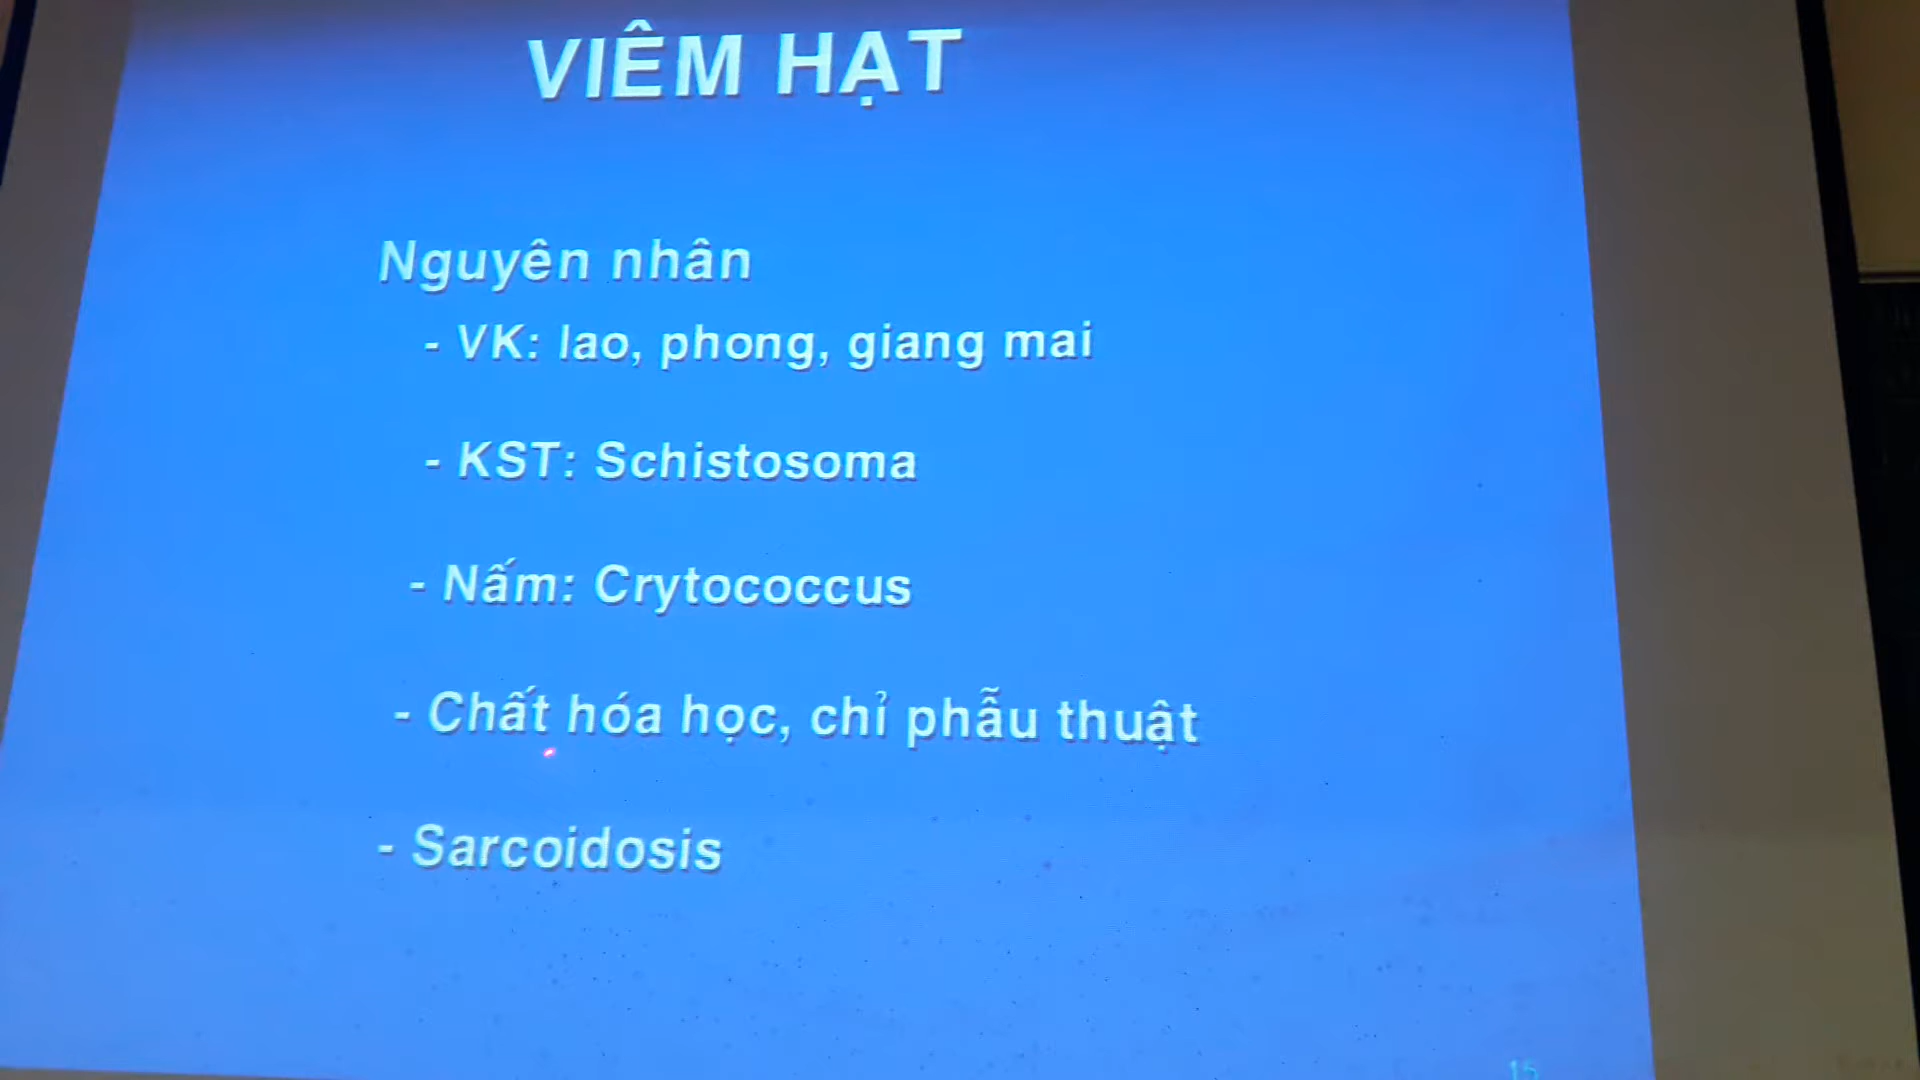 VIÊM HẠT
Nguyên nhân
- VK: lao, phong, giang mai
- KST: Schistosoma
- Nấm: Crytococcus
- Chất hóa học, chỉ phẫu thuật
- Sarcoidosis
15